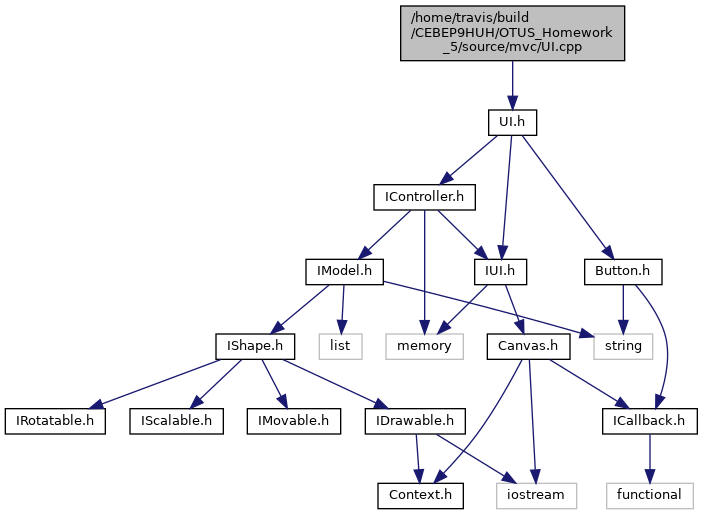 /home/travis/build
/CEBEP9HUH/OTUS_Homework
_5/source/mvc/UI.cpp
UI.h
IController.h
IModel.h
IUI.h
Button.h
IShape.h
list
memory
Canvas.h
string
IRotatable.h
IScalable.h
IMovable.h
IDrawable.h
ICallback.h
Context.h
iostream
functional